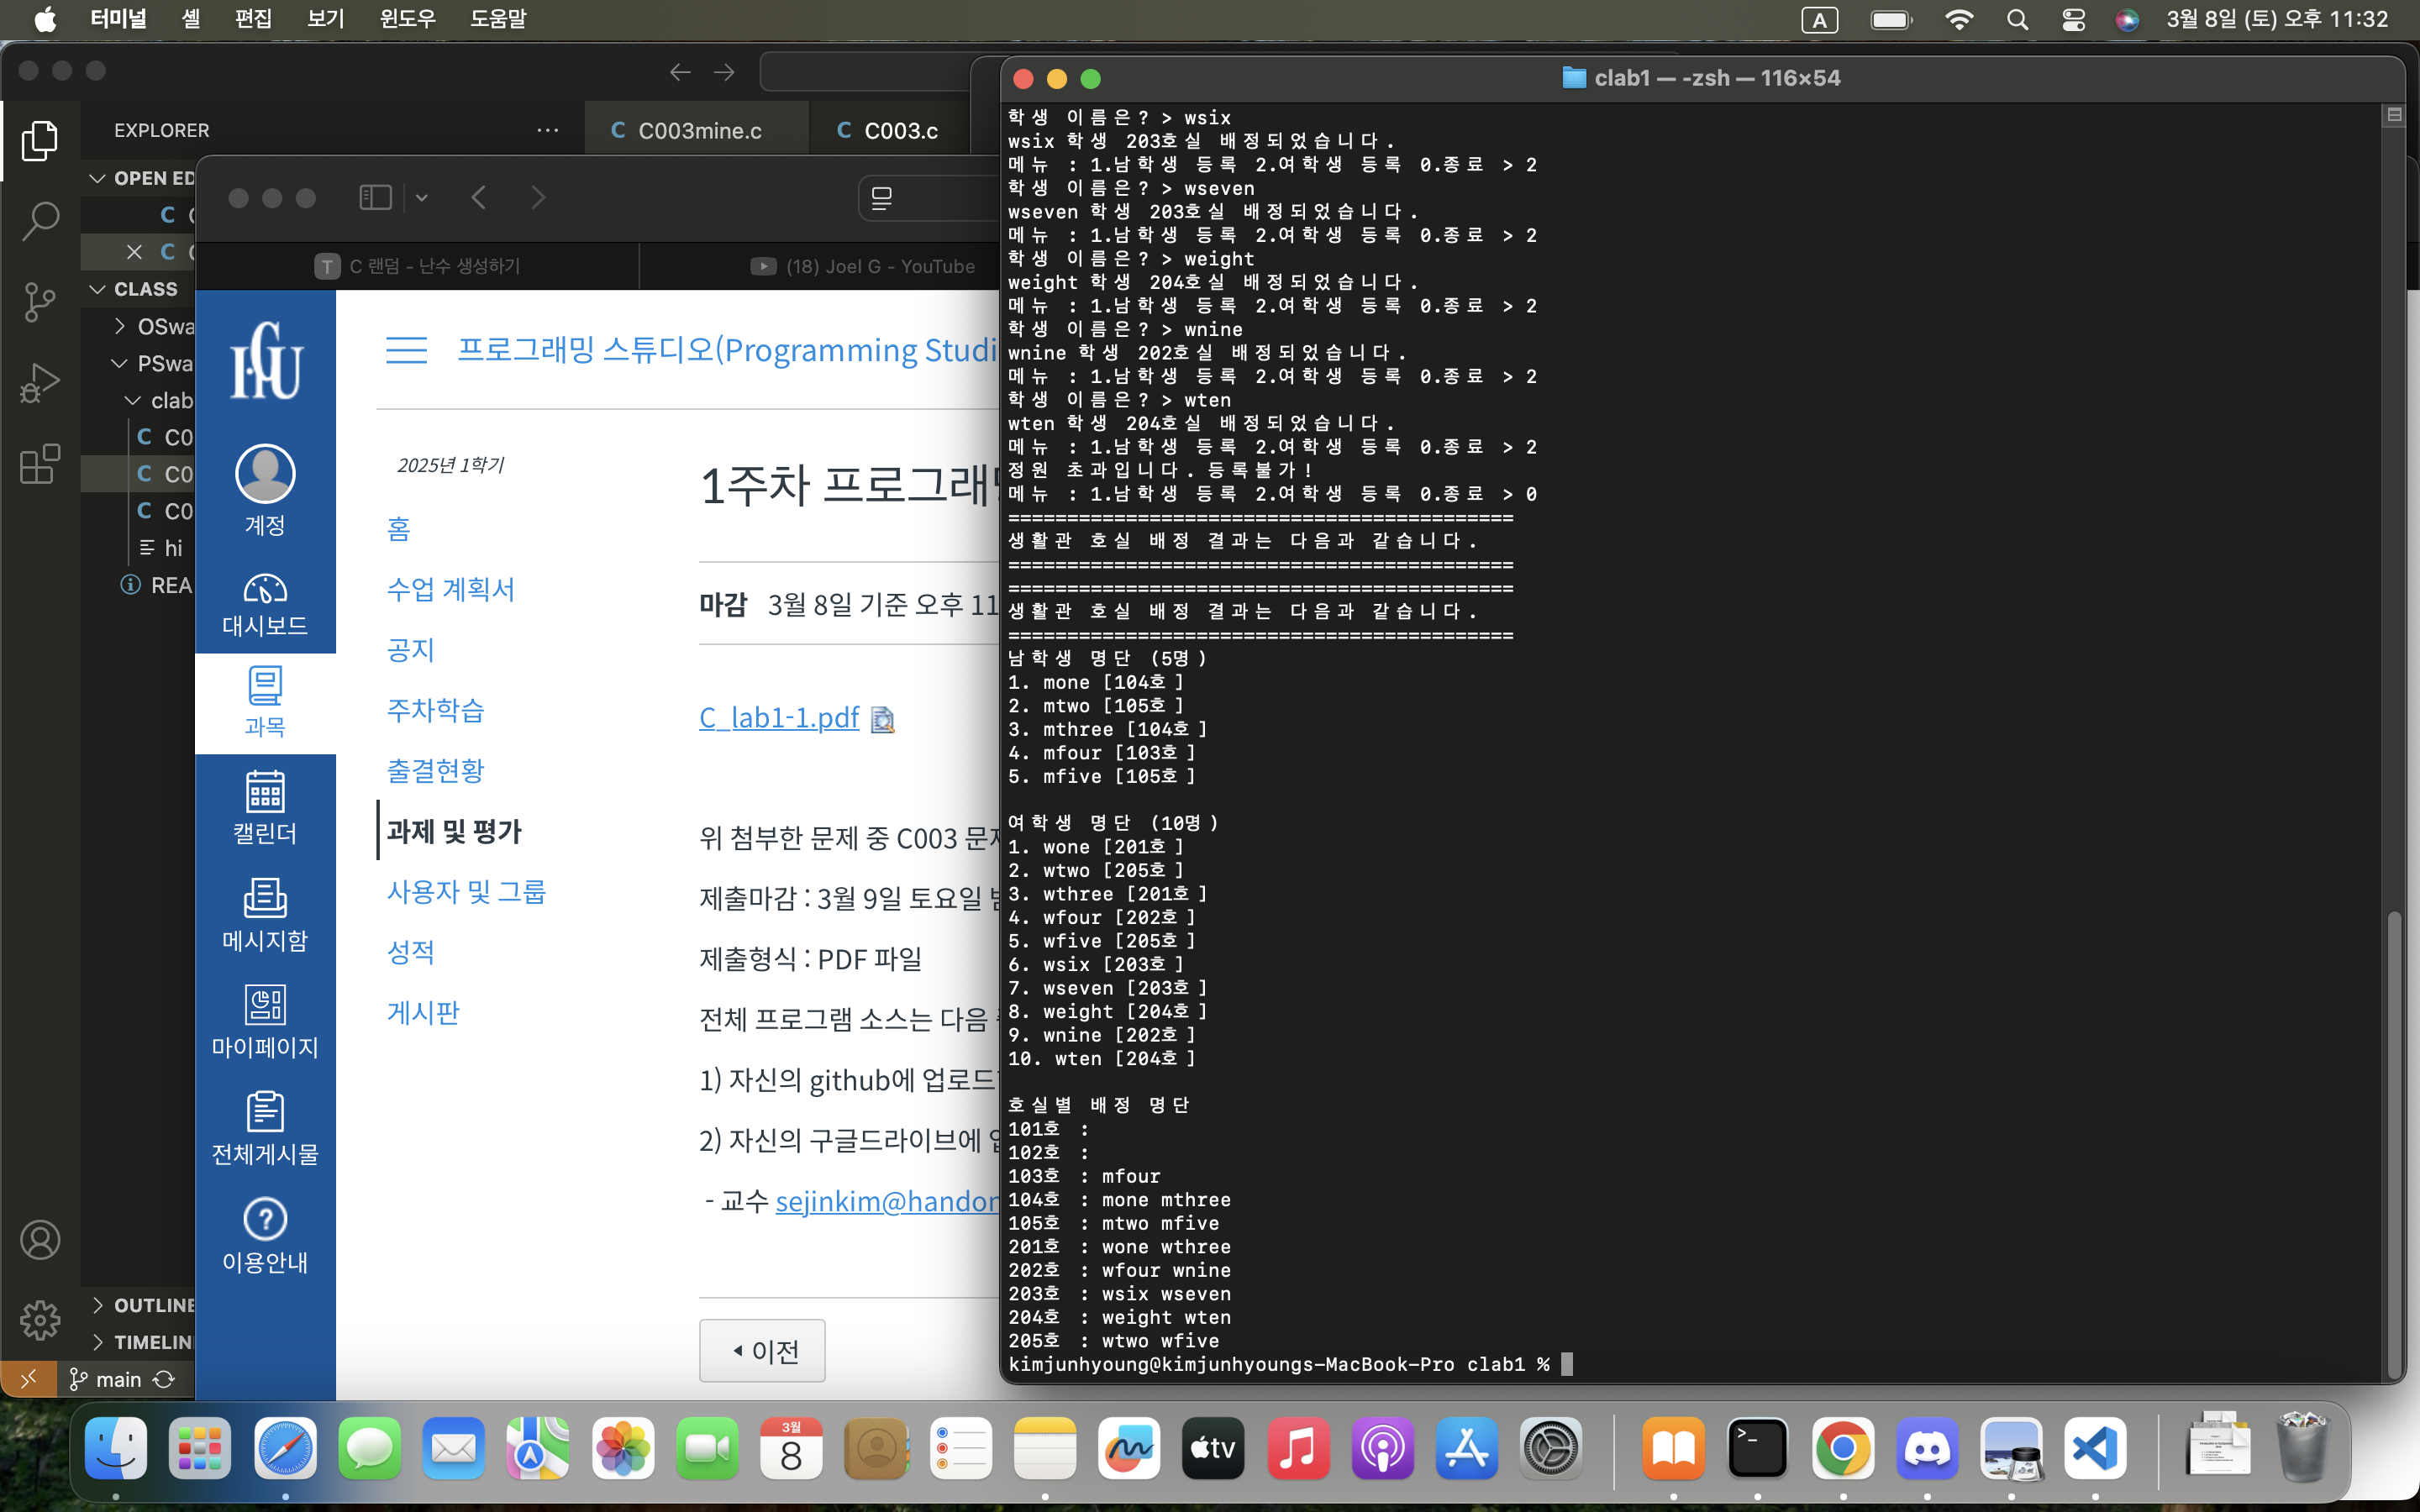 터미널 셸 편집 보기 윈도우 도움말
A 3월 8일 (토) 오후 11:32
EXPLORER
C C003mine.c C C003.c
OPEN ED
C
C
CLASS
OSwa
PSwa
clab
C C0
C C0
C C0
hi
REA
OUTLINE
TIMELIN
main
T C 랜덤 - 난수 생성하기
(18) Joel G - YouTube
HGU
계정
대시보드
과목
캘린더
메시지함
마이페이지
전체게시물
이용안내
프로그래밍 스튜디오(Programming Studi
2025년 1학기
홈
수업 계획서
공지
주차학습
출결현황
과제 및 평가
사용자 및 그룹
성적
게시판
1주차 프로그래밍
마감 3월 8일 기준 오후 11
C_lab1-1.pdf
위 첨부한 문제 중 C003 문제
제출마감 : 3월 9일 토요일
제출형식 : PDF 파일
전체 프로그램 소스는 다음
1) 자신의 github에 업로드
2) 자신의 구글드라이브에
- 교수 sejinkim@handon
이전
clab1 — -zsh — 116×54
학생 이름은? > wsix
wsix 학생 203호실 배정되었습니다.
메뉴 : 1.남학생 등록 2.여학생 등록 0.종료 > 2
학생 이름은? > wseven
wseven 학생 203호실 배정되었습니다.
메뉴 : 1.남학생 등록 2.여학생 등록 0.종료 > 2
학생 이름은? > weight
weight 학생 204호실 배정되었습니다.
메뉴 : 1.남학생 등록 2.여학생 등록 0.종료 > 2
학생 이름은? > wnine
wnine 학생 202호실 배정되었습니다.
메뉴 : 1.남학생 등록 2.여학생 등록 0.종료 > 2
학생 이름은? > wten
wten 학생 204호실 배정되었습니다.
메뉴 : 1.남학생 등록 2.여학생 등록 0.종료 > 2
정원 초과입니다. 등록불가!
메뉴 : 1.남학생 등록 2.여학생 등록 0.종료 > 0
===========================================
생활관 호실 배정 결과는 다음과 같습니다.
===========================================
===========================================
생활관 호실 배정 결과는 다음과 같습니다.
===========================================
남학생 명단 (5명)
1. mone [104호]
2. mtwo [105호]
3. mthree [104호]
4. mfour [103호]
5. mfive [105호]
여학생 명단 (10명)
1. wone [201호]
2. wtwo [205호]
3. wthree [201호]
4. wfour [202호]
5. wfive [205호]
6. wsix [203호]
7. wseven [203호]
8. weight [204호]
9. wnine [202호]
10. wten [204호]
호실별 배정 명단
101호 :
102호 :
103호 : mfour
104호 : mone mthree
105호 : mtwo mfive
201호 : wone wthree
202호 : wfour wnine
203호 : wsix wseven
204호 : weight wten
205호 : wtwo wfive
kimjunhyoung@kimjunhyoungs-MacBook-Pro clab1 %
3월
8
tv